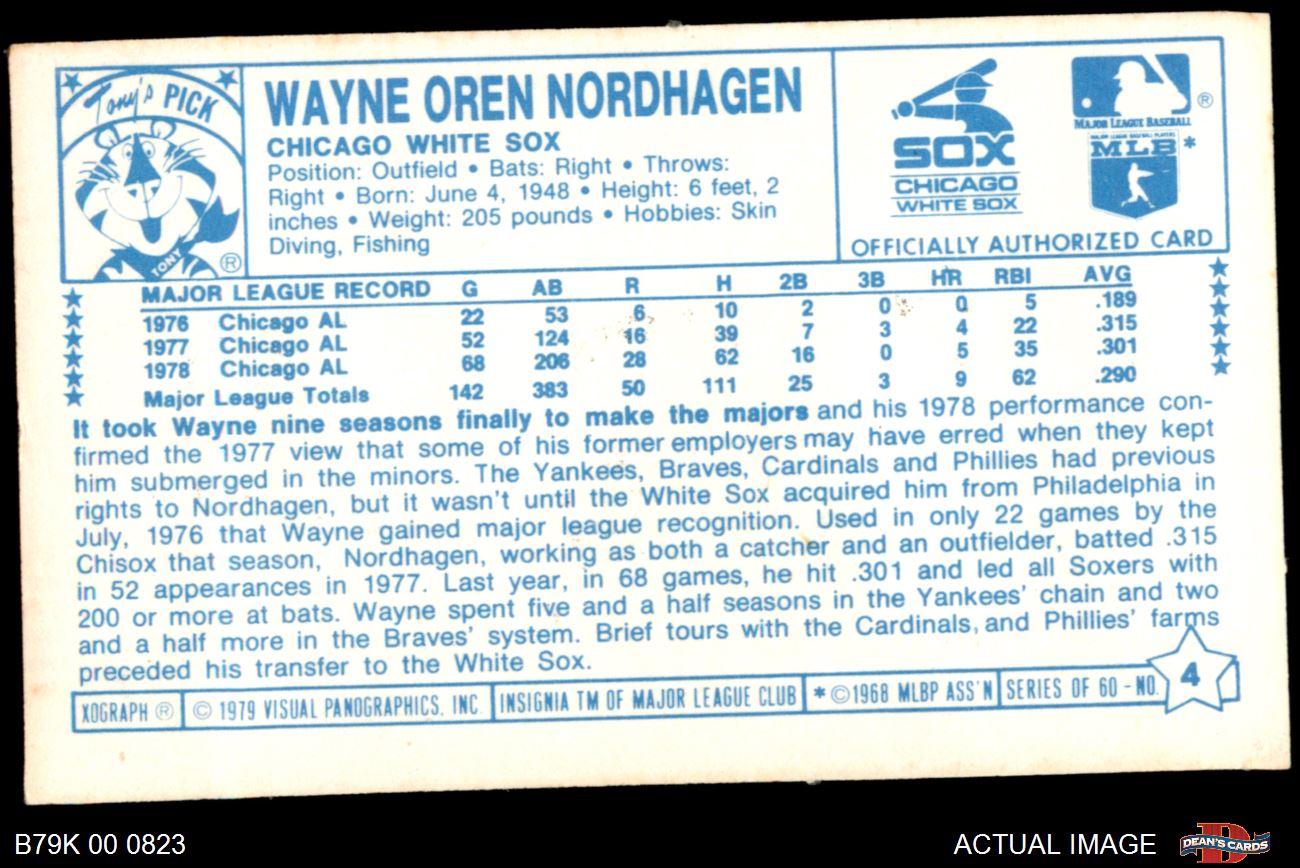 Tony's PICK
TONY ®
WAYNE OREN NORDHAGEN
CHICAGO WHITE SOX
Position: Outfield • Bats: Right • Throws:
Right • Born: June 4, 1948 • Height: 6 feet, 2
inches • Weight: 205 pounds • Hobbies: Skin
Diving, Fishing
SOX
CHICAGO
WHITE SOX
®
MAJOR LEAGUE BASEBALL
MAJOR LEAGUE BASEBALL PLAYERS
MLB *
OFFICIALLY AUTHORIZED CARD
MAJOR LEAGUE RECORD G AB R H 2B 3B HR RBI AVG
1976 Chicago AL 22 53 6 10 2 0 0 5 .189
1977 Chicago AL 52 124 16 39 7 3 4 22 .315
1978 Chicago AL 68 206 28 62 16 0 5 35 .301
Major League Totals 142 383 50 111 25 3 9 62 .290
It took Wayne nine seasons finally to make the majors and his 1978 performance con-
firmed the 1977 view that some of his former employers may have erred when they kept
him submerged in the minors. The Yankees, Braves, Cardinals and Phillies had previous
rights to Nordhagen, but it wasn't until the White Sox acquired him from Philadelphia in
July, 1976 that Wayne gained major league recognition. Used in only 22 games by the
Chisox that season, Nordhagen, working as both a catcher and an outfielder, batted .315
in 52 appearances in 1977. Last year, in 68 games, he hit .301 and led all Soxers with
200 or more at bats. Wayne spent five and a half seasons in the Yankees' chain and two
and a half more in the Braves' system. Brief tours with the Cardinals, and Phillies' farms
preceded his transfer to the White Sox.
XOGRAPH ® © 1979 VISUAL PANOGRAPHICS, INC. INSIGNIA TM OF MAJOR LEAGUE CLUB * ©1968 MLBP ASS'N SERIES OF 60 - NO. 4
B79K 00 0823
ACTUAL IMAGE
DEAN'S CARDS